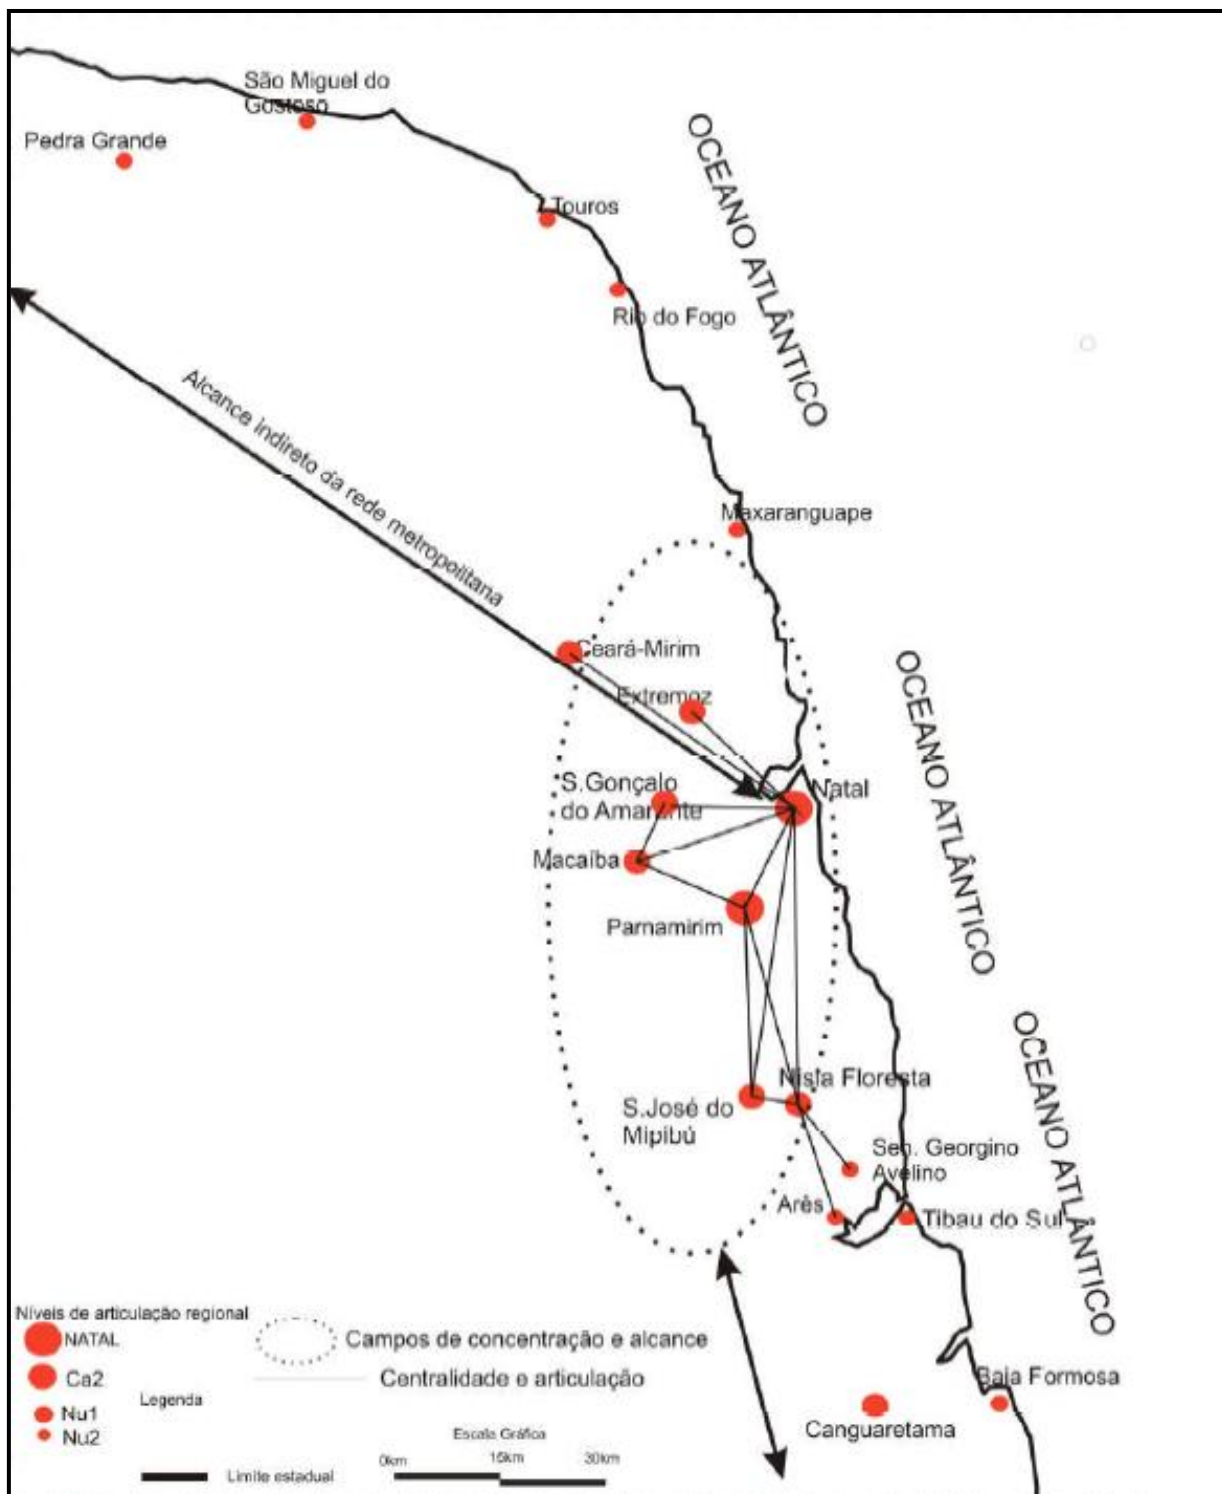 São Miguel do
Gostoso
Pedra Grande
Touros
Rio do Fogo
OCEANO ATLÂNTICO
Alcance indireto da rede metropolitana
Maxaranguape
Ceará-Mirim
Extremoz
OCEANO ATLÂNTICO
S.Gonçalo
do Amarante
Natal
Macaíba
Parnamirim
OCEANO ATLÂNTICO
Nísia Floresta
S.José do
Mipibú
Sen. Georgino
Avelino
Arês
Tibau do Sul
Baía Formosa
Canguaretama
Níveis de articulação regional
NATAL
Ca2
Nu1
Nu2
Legenda
Campos de concentração e alcance
Centralidade e articulação
Escala Gráfica
0km 15km 30km
Limite estadual